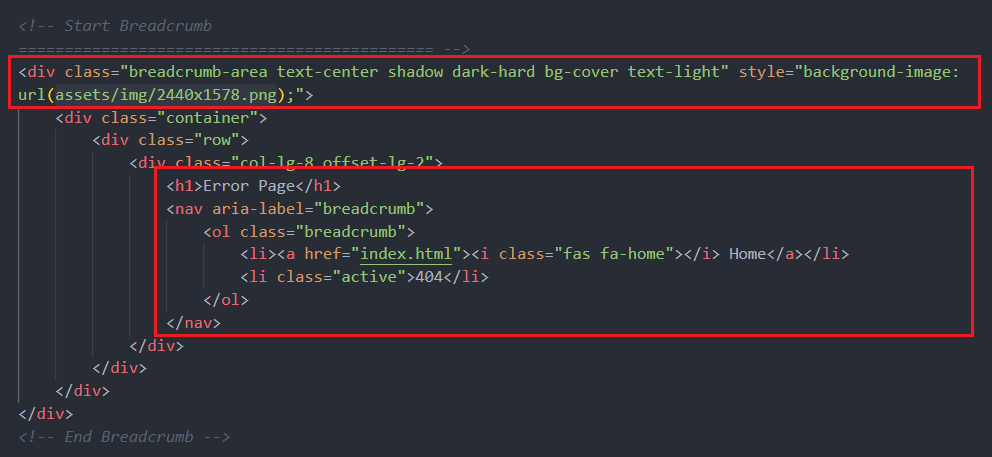 <!-- Start Breadcrumb
============================================= -->
<div class="breadcrumb-area text-center shadow dark-hard bg-cover text-light" style="background-image:
url(assets/img/2440x1578.png);">
<div class="container">
<div class="row">
<div class="col-lg-8 offset-lg-2">
<h1>Error Page</h1>
<nav aria-label="breadcrumb">
<ol class="breadcrumb">
<li><a href="index.html"><i class="fas fa-home"></i> Home</a></li>
<li class="active">404</li>
</ol>
</nav>
</div>
</div>
</div>
</div>
<!-- End Breadcrumb -->